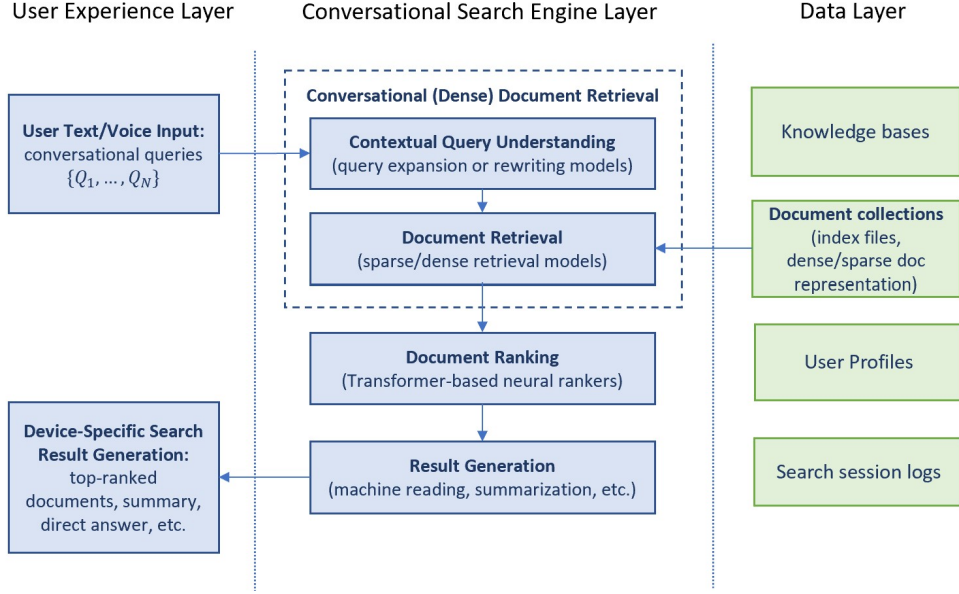 User Experience Layer
Conversational Search Engine Layer
Data Layer
User Text/Voice Input:
conversational queries
{Q₁, ..., Q_N}
Conversational (Dense) Document Retrieval
Contextual Query Understanding
(query expansion or rewriting models)
Document Retrieval
(sparse/dense retrieval models)
Document Ranking
(Transformer-based neural rankers)
Result Generation
(machine reading, summarization, etc.)
Device-Specific Search
Result Generation:
top-ranked
documents, summary,
direct answer, etc.
Knowledge bases
Document collections
(index files,
dense/sparse doc
representation)
User Profiles
Search session logs